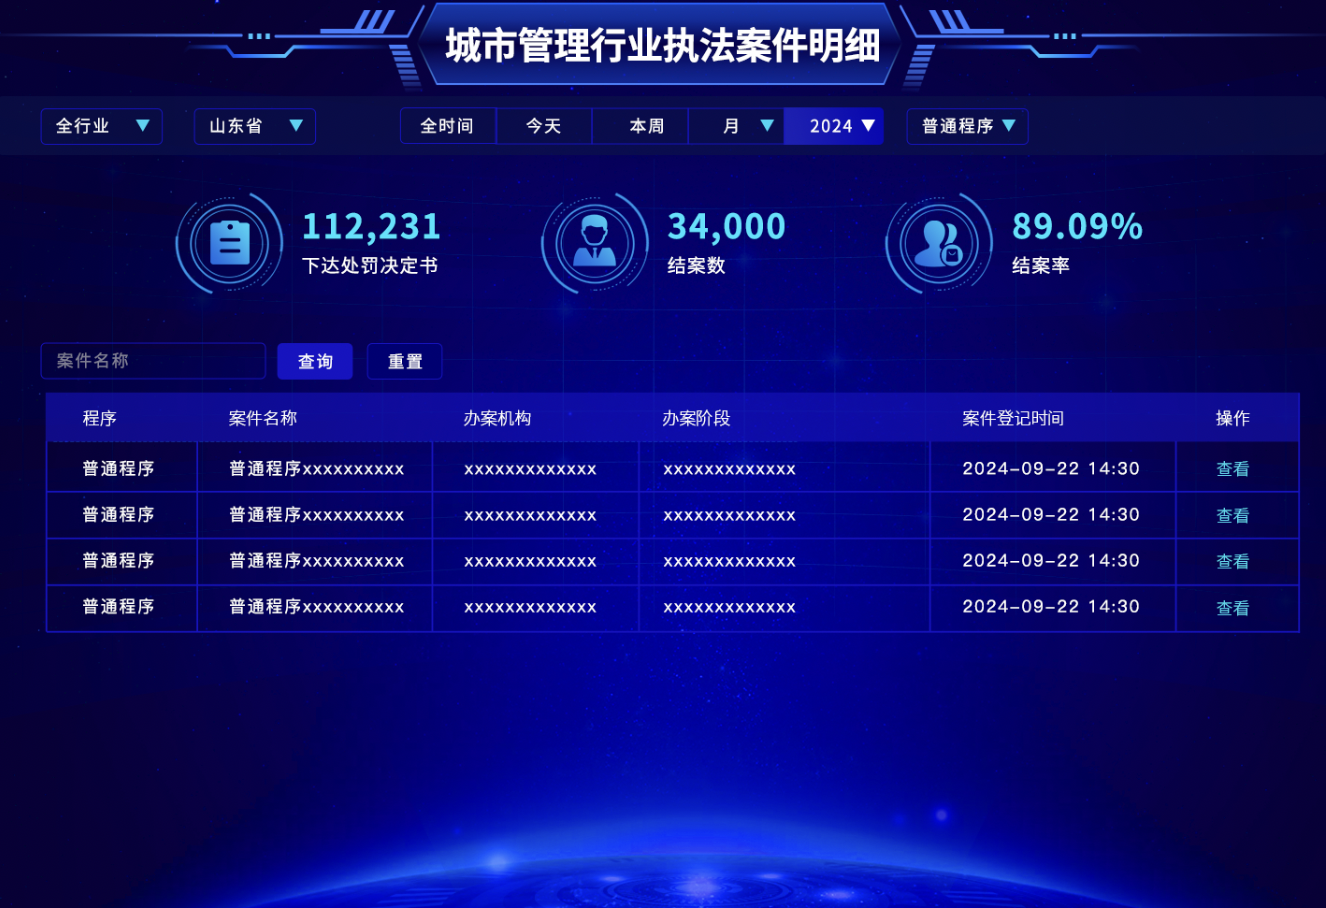 城市管理行业执法案件明细
全行业 山东省 全时间 今天 本周 月 2024 普通程序
112,231 34,000 89.09%
下达处罚决定书 结案数 结案率
案件名称 查询 重置
程序 案件名称 办案机构 办案阶段 案件登记时间 操作
普通程序 普通程序xxxxxxxxxx xxxxxxxxxxxxx xxxxxxxxxxxxx 2024-09-22 14:30 查看
普通程序 普通程序xxxxxxxxxx xxxxxxxxxxxxx xxxxxxxxxxxxx 2024-09-22 14:30 查看
普通程序 普通程序xxxxxxxxxx xxxxxxxxxxxxx xxxxxxxxxxxxx 2024-09-22 14:30 查看
普通程序 普通程序xxxxxxxxxx xxxxxxxxxxxxx xxxxxxxxxxxxx 2024-09-22 14:30 查看